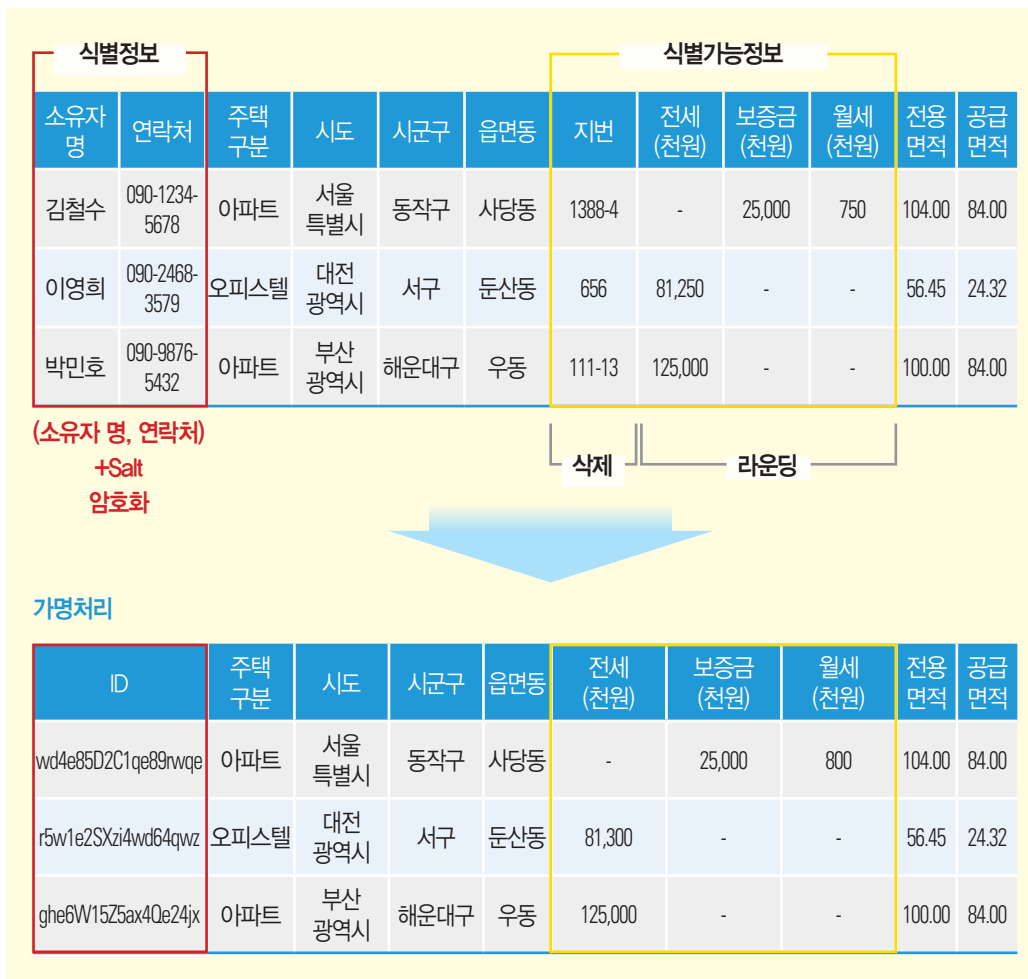 식별정보 식별가능정보
소유자 명 연락처 주택 구분 시도 시군구 읍면동 지번 전세 (천원) 보증금 (천원) 월세 (천원) 전용 면적 공급 면적
김철수 090-1234-5678 아파트 서울 특별시 동작구 사당동 1388-4 - 25,000 750 104.00 84.00
이영희 090-2468-3579 오피스텔 대전 광역시 서구 둔산동 656 81,250 - - 56.45 24.32
박민호 090-9876-5432 아파트 부산 광역시 해운대구 우동 111-13 125,000 - - 100.00 84.00
(소유자 명, 연락처)
+Salt
암호화
삭제 라운딩
가명처리
ID 주택 구분 시도 시군구 읍면동 전세 (천원) 보증금 (천원) 월세 (천원) 전용 면적 공급 면적
wd4e85D2C1qe89rwqe 아파트 서울 특별시 동작구 사당동 - 25,000 800 104.00 84.00
r5w1e2SXzi4wd64qwz 오피스텔 대전 광역시 서구 둔산동 81,300 - - 56.45 24.32
ghe6W15Z5ax4Qe24jx 아파트 부산 광역시 해운대구 우동 125,000 - - 100.00 84.00